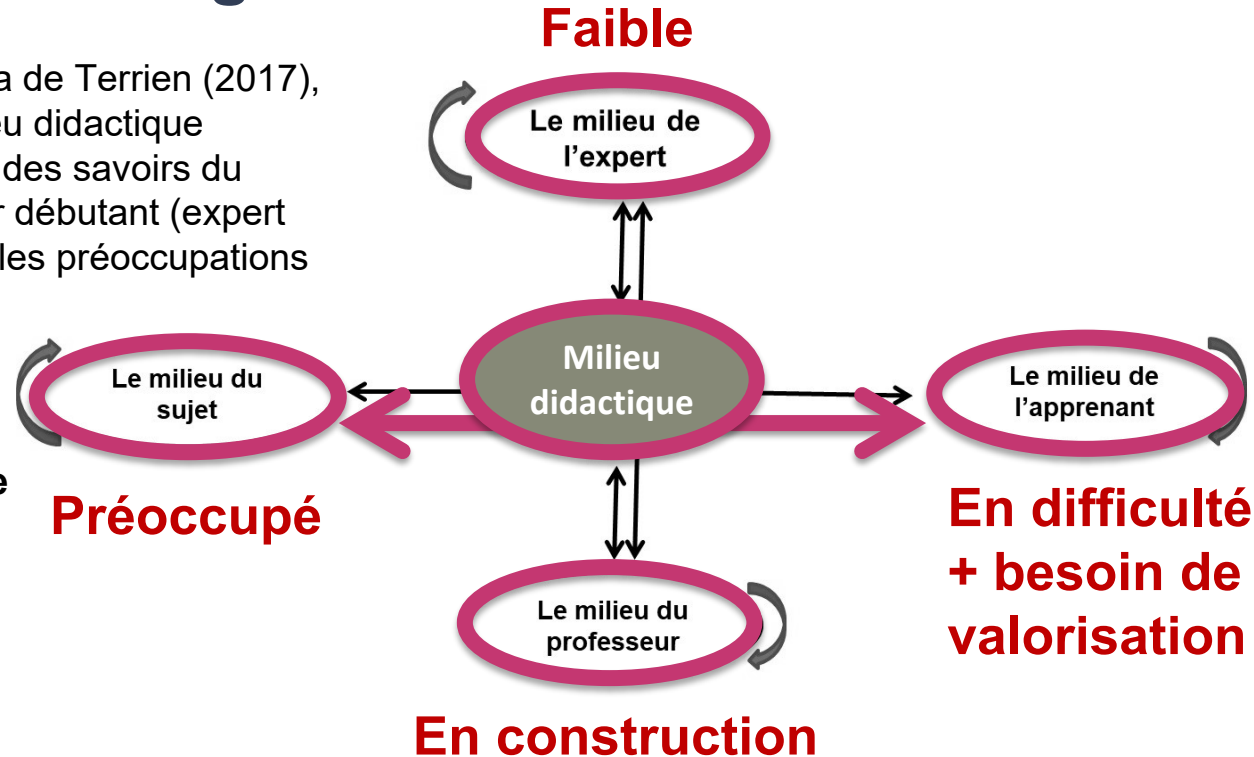 g
Faible
a de Terrien (2017),
eu didactique
des savoirs du
r débutant (expert
les préoccupations
Le milieu de
l’expert
Milieu
didactique
Le milieu du
sujet
Le milieu de
l’apprenant
e
Préoccupé
En difficulté
+ besoin de
valorisation
Le milieu du
professeur
En construction